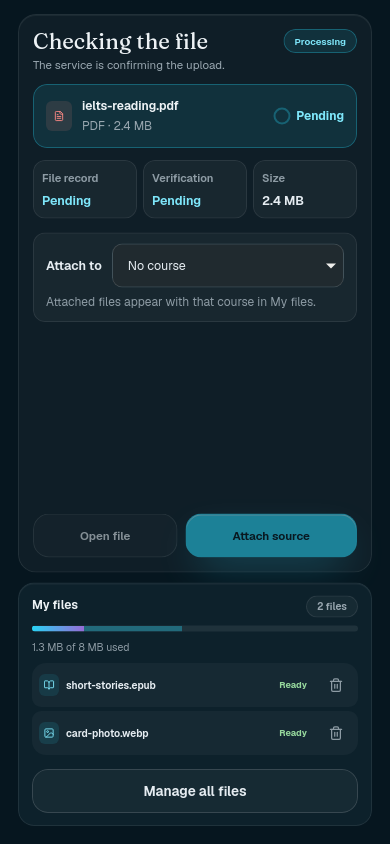 Checking the file
Processing
The service is confirming the upload.
ielts-reading.pdf
PDF · 2.4 MB
Pending
File record
Pending
Verification
Pending
Size
2.4 MB
Attach to
No course
Attached files appear with that course in My files.
Open file
Attach source
My files
2 files
1.3 MB of 8 MB used
short-stories.epub
Ready
card-photo.webp
Ready
Manage all files